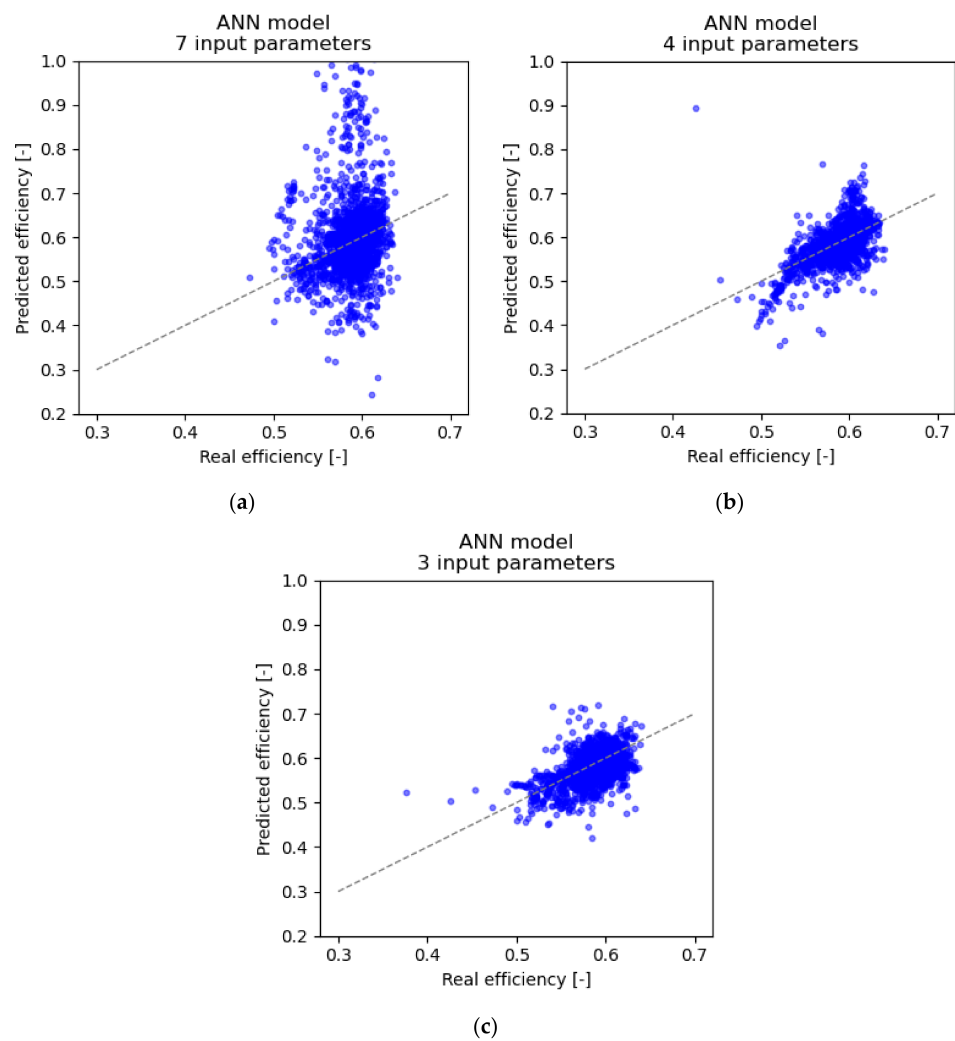 ANN model
7 input parameters
1.0
0.9
0.8
0.7
0.6
0.5
0.4
0.3
0.2
Predicted efficiency [-]
0.3 0.4 0.5 0.6 0.7
Real efficiency [-]
(a)
ANN model
4 input parameters
1.0
0.9
0.8
0.7
0.6
0.5
0.4
0.3
0.2
Predicted efficiency [-]
0.3 0.4 0.5 0.6 0.7
Real efficiency [-]
(b)
ANN model
3 input parameters
1.0
0.9
0.8
0.7
0.6
0.5
0.4
0.3
0.2
Predicted efficiency [-]
0.3 0.4 0.5 0.6 0.7
Real efficiency [-]
(c)